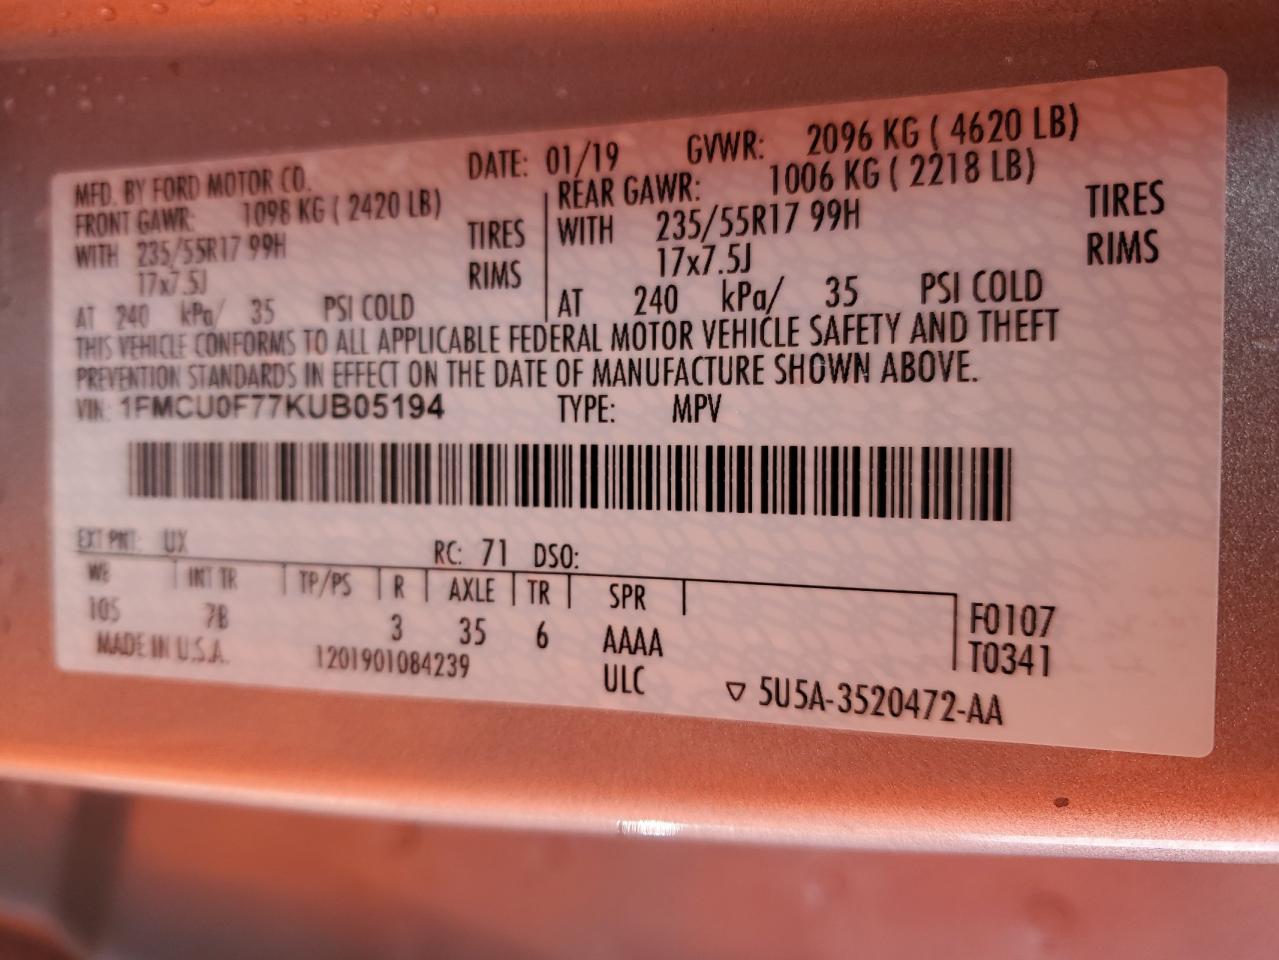 MFD. BY FORD MOTOR CO. DATE: 01/19 GVWR: 2096 KG ( 4620 LB)
FRONT GAWR: 1098 KG ( 2420 LB) REAR GAWR: 1006 KG ( 2218 LB)
WITH 235/55R17 99H TIRES WITH 235/55R17 99H TIRES
17x7.5J RIMS 17x7.5J RIMS
AT 240 kPa/ 35 PSI COLD AT 240 kPa/ 35 PSI COLD
THIS VEHICLE CONFORMS TO ALL APPLICABLE FEDERAL MOTOR VEHICLE SAFETY AND THEFT
PREVENTION STANDARDS IN EFFECT ON THE DATE OF MANUFACTURE SHOWN ABOVE.
VIN: 1FMCU0F77KUB05194 TYPE: MPV
EXT PNT: UX RC: 71 DSO:
WB INT TR TP/PS R AXLE TR SPR
105 7B 3 35 6 AAAA F0107
MADE IN U.S.A. 1201901084239 ULC T0341
▽ 5U5A-3520472-AA